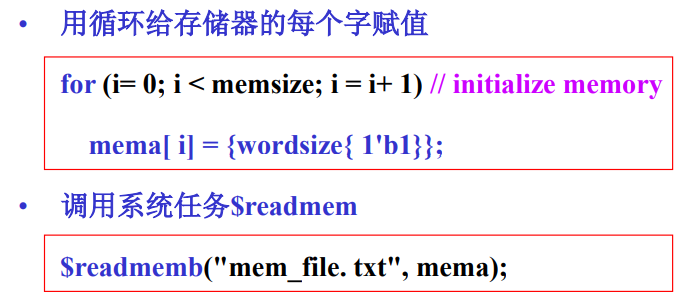 • 用循环给存储器的每个字赋值
for (i= 0; i < memsize; i = i+ 1) // initialize memory
mema[ i] = {wordsize{ 1'b1}};
• 调用系统任务$readmem
$readmemb("mem_file. txt", mema);